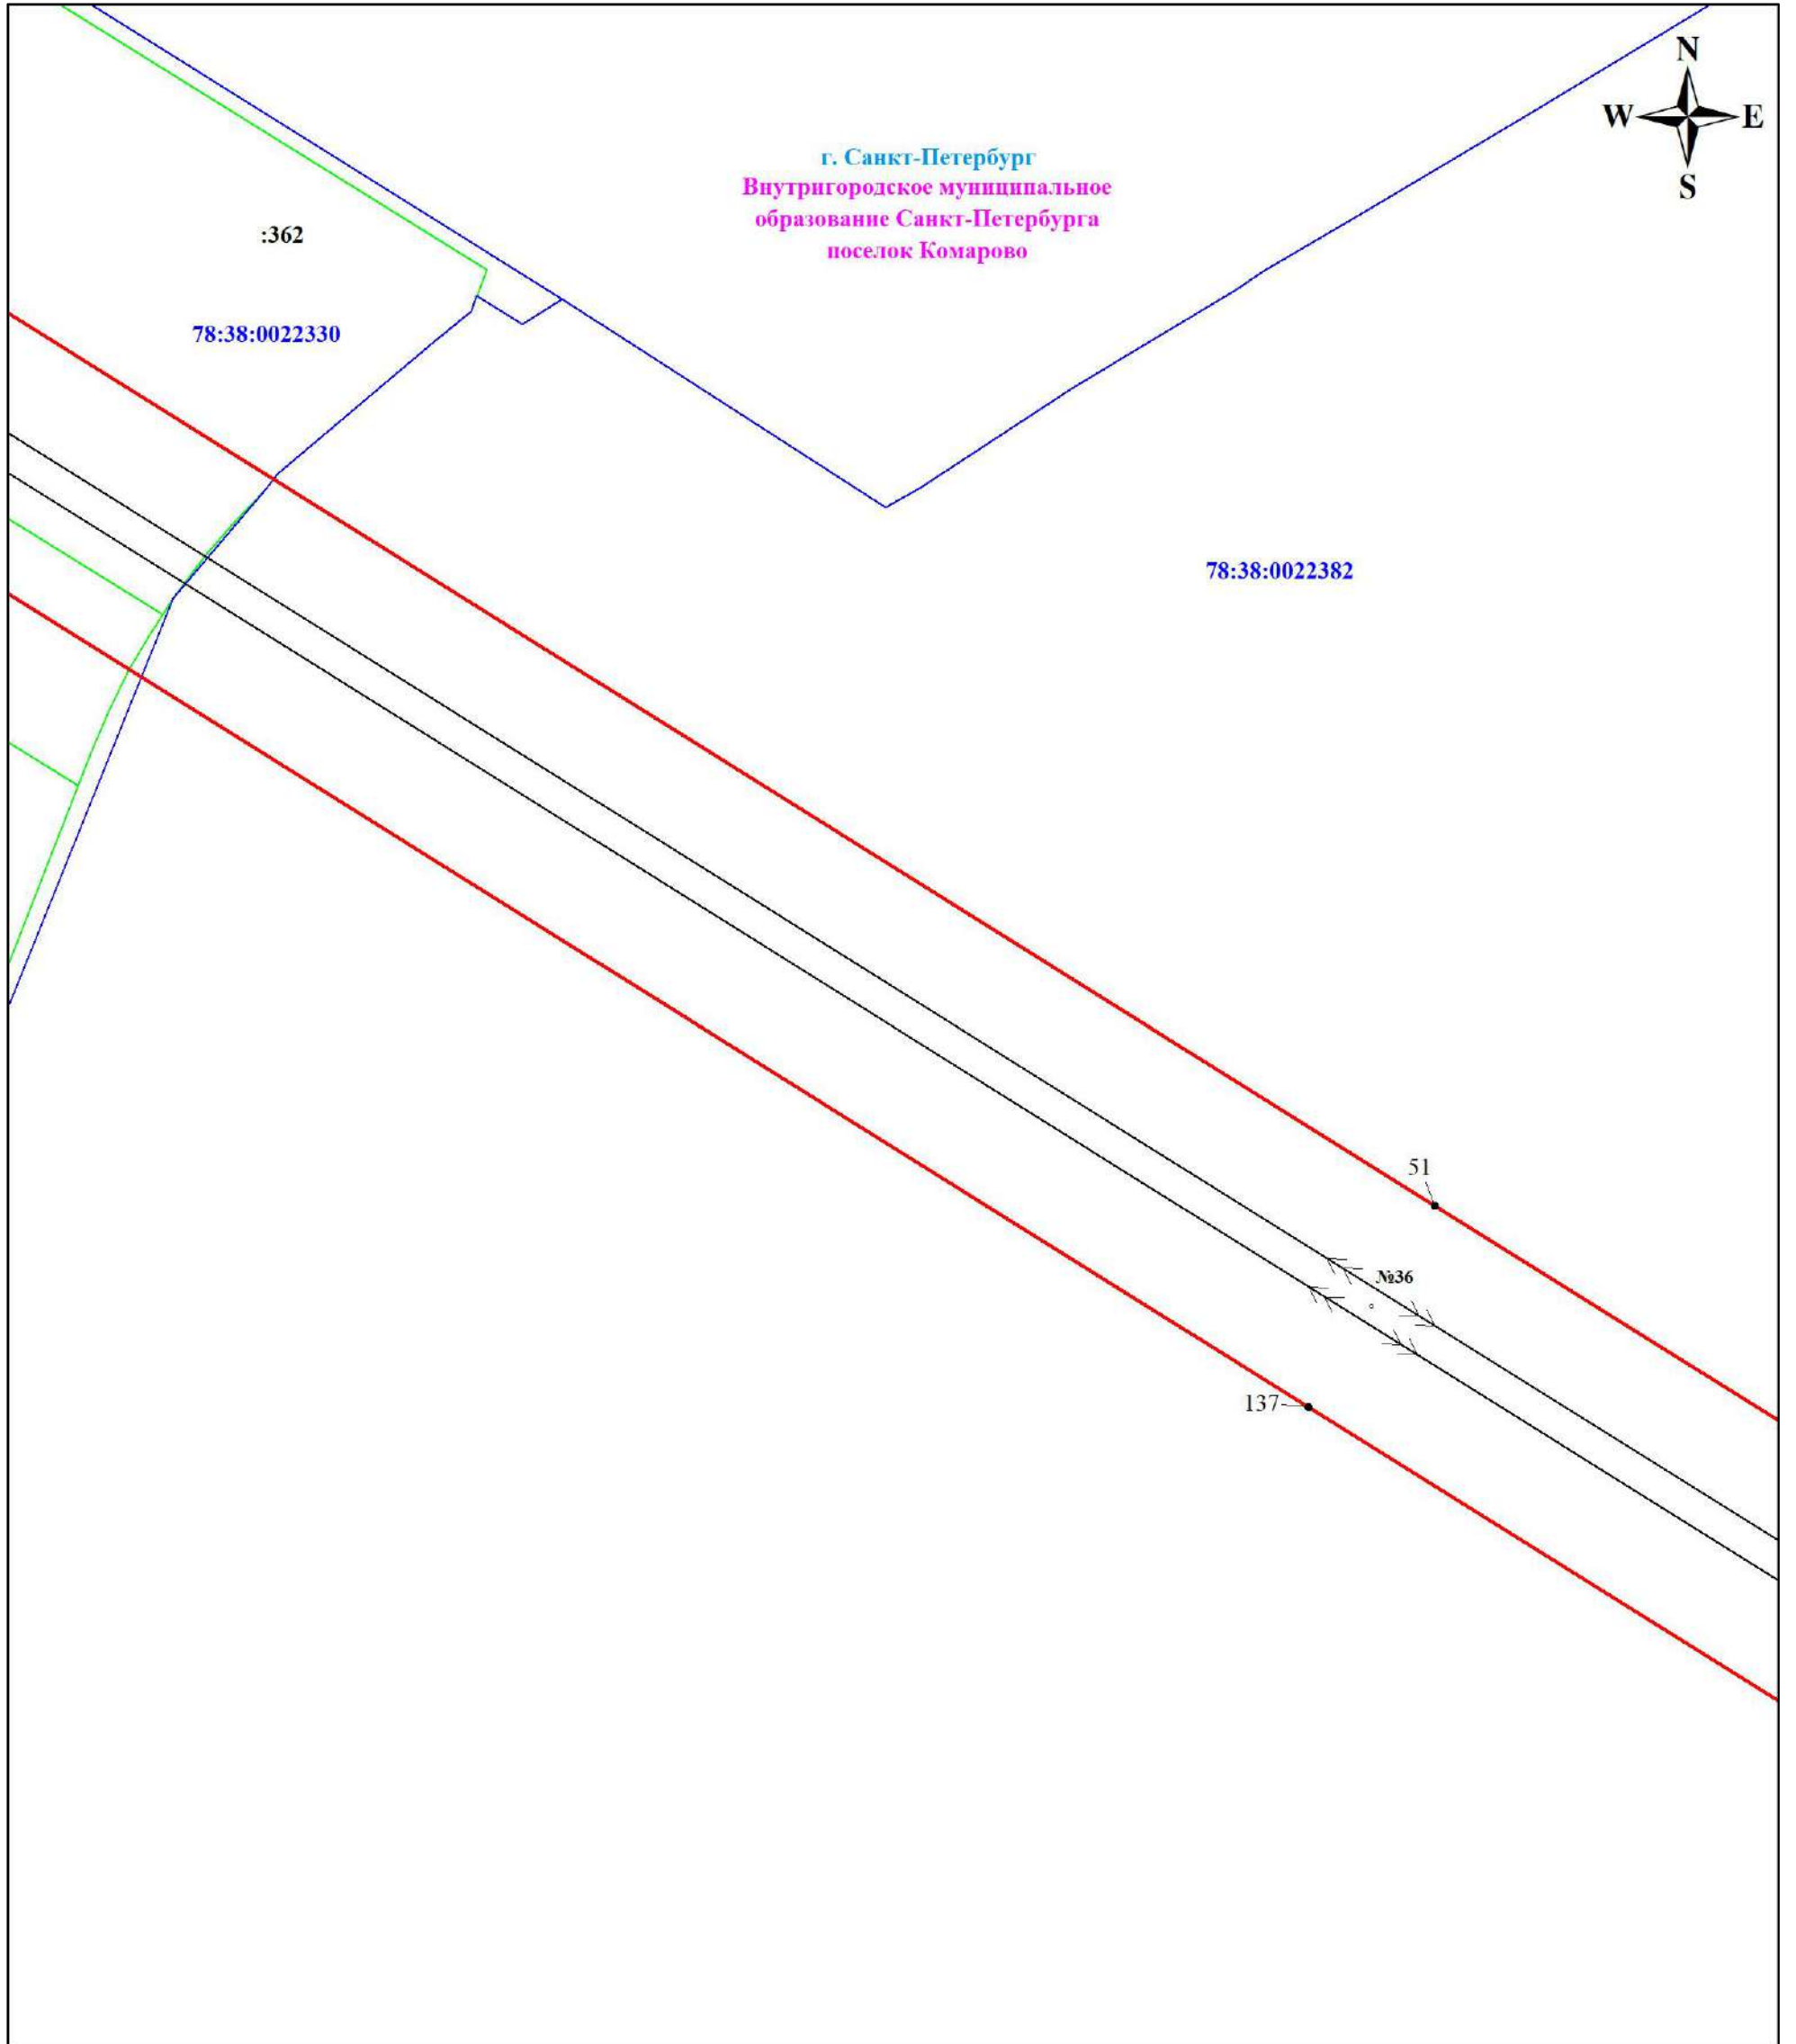 N
W E
S
г. Санкт-Петербург
Внутригородское муниципальное
образование Санкт-Петербурга
поселок Комарово
:362
78:38:0022330
78:38:0022382
51
№36
137